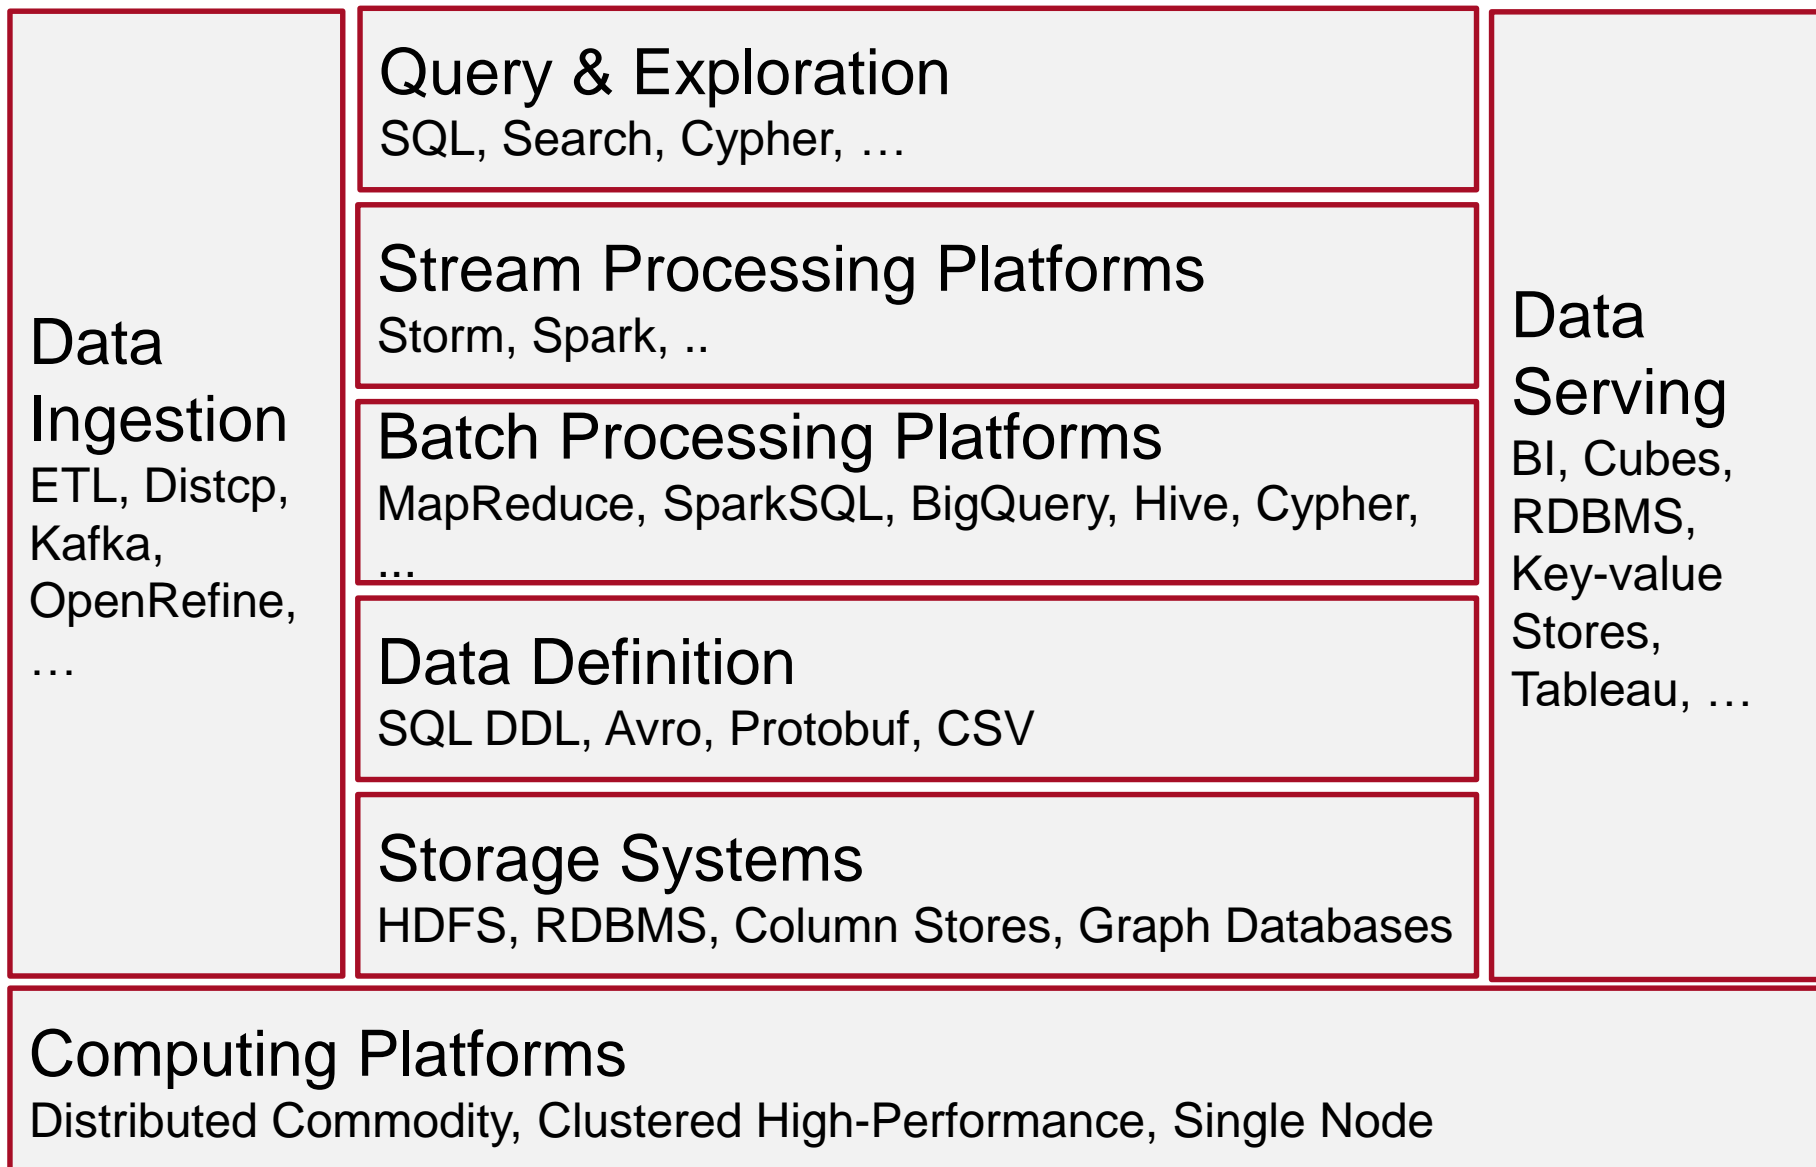 Query & Exploration
SQL, Search, Cypher, …
Stream Processing Platforms
Storm, Spark, ..
Data
Ingestion
ETL, Distcp,
Kafka,
OpenRefine,
…
Batch Processing Platforms
MapReduce, SparkSQL, BigQuery, Hive, Cypher,
...
Data Definition
SQL DDL, Avro, Protobuf, CSV
Storage Systems
HDFS, RDBMS, Column Stores, Graph Databases
Data
Serving
BI, Cubes,
RDBMS,
Key-value
Stores,
Tableau, …
Computing Platforms
Distributed Commodity, Clustered High-Performance, Single Node